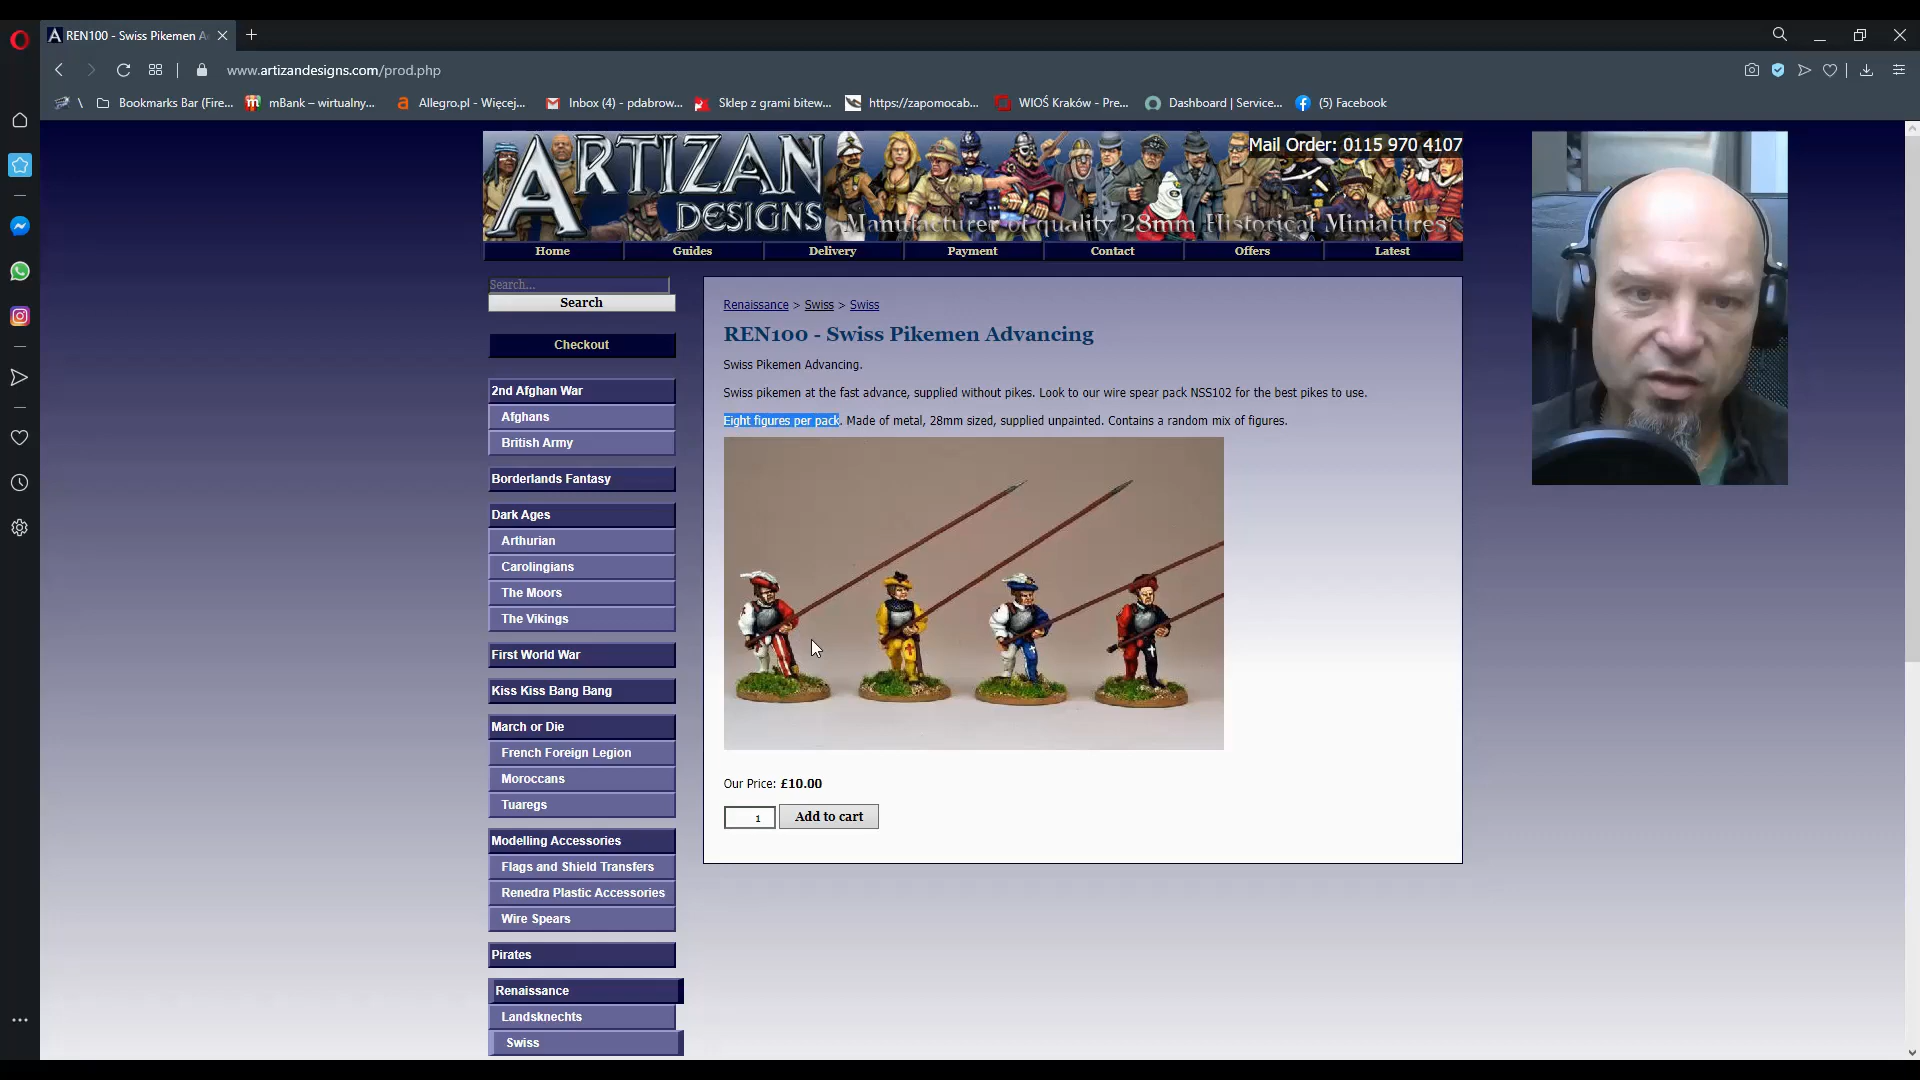 REN100 - Swiss Pikemen A
www.artizandesigns.com/prod.php
\ Bookmarks Bar (Fire... mBank – wirtualny... Allegro.pl - Więcej... Inbox (4) - pdabrow... Sklep z grami bitew... https://zapomocab... WIOŚ Kraków - Pre... Dashboard | Service... (5) Facebook
ARTIZAN
DESIGNS
Mail Order: 0115 970 4107
Manufacturer of quality 28mm Historical Miniatures
Home Guides Delivery Payment Contact Offers Latest
Search...
Search
Checkout
2nd Afghan War
Afghans
British Army
Borderlands Fantasy
Dark Ages
Arthurian
Carolingians
The Moors
The Vikings
First World War
Kiss Kiss Bang Bang
March or Die
French Foreign Legion
Moroccans
Tuaregs
Modelling Accessories
Flags and Shield Transfers
Renedra Plastic Accessories
Wire Spears
Pirates
Renaissance
Landsknechts
Swiss
Renaissance > Swiss > Swiss
REN100 - Swiss Pikemen Advancing
Swiss Pikemen Advancing.
Swiss pikemen at the fast advance, supplied without pikes. Look to our wire spear pack NSS102 for the best pikes to use.
Eight figures per pack. Made of metal, 28mm sized, supplied unpainted. Contains a random mix of figures.
Our Price: £10.00
1 Add to cart